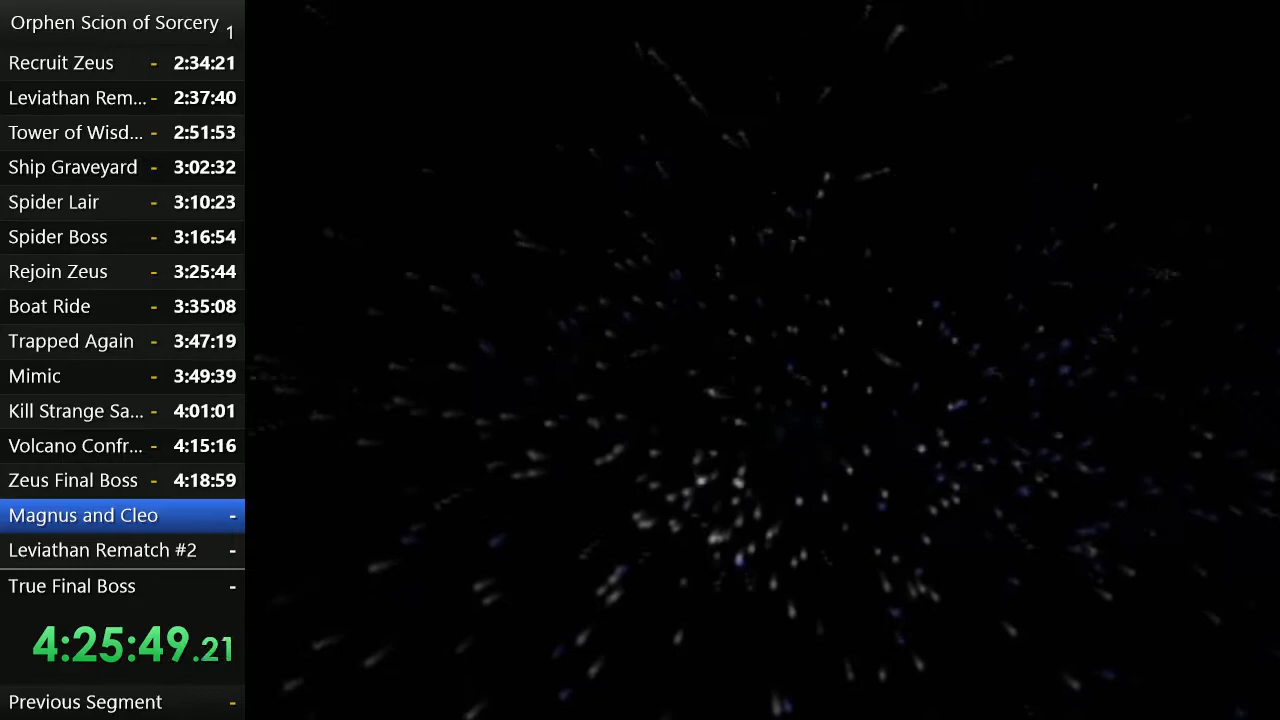 Orphen Scion of Sorcery 1
Recruit Zeus - 2:34:21
Leviathan Rem... - 2:37:40
Tower of Wisd... - 2:51:53
Ship Graveyard - 3:02:32
Spider Lair - 3:10:23
Spider Boss - 3:16:54
Rejoin Zeus - 3:25:44
Boat Ride - 3:35:08
Trapped Again - 3:47:19
Mimic - 3:49:39
Kill Strange Sa... - 4:01:01
Volcano Confr... - 4:15:16
Zeus Final Boss - 4:18:59
Magnus and Cleo -
Leviathan Rematch #2 -
True Final Boss -
4:25:49.21
Previous Segment -